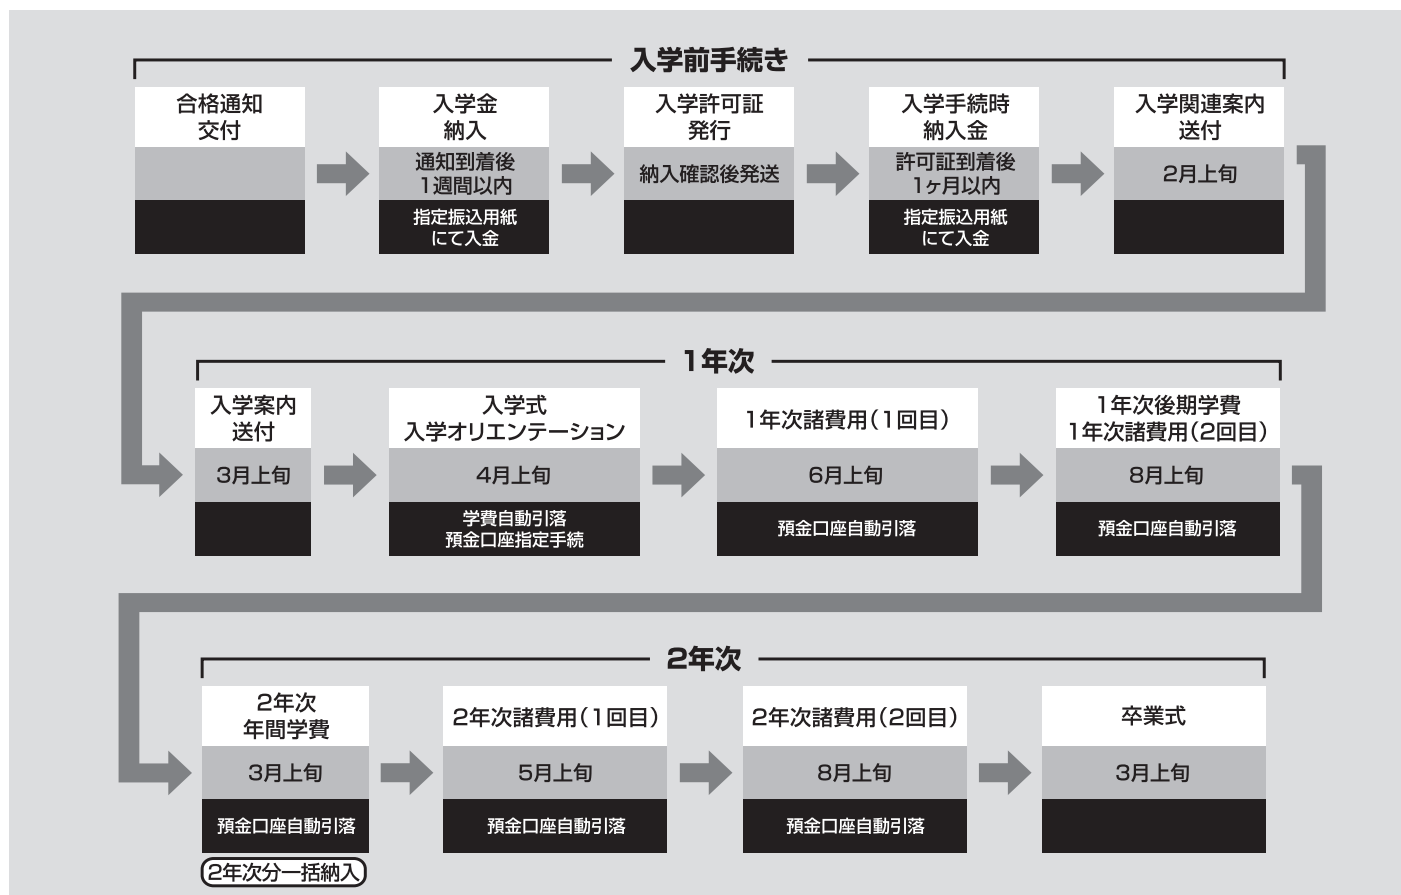 入学前手続き
合格通知
交付
入学金
納入
通知到着後
1週間以内
指定振込用紙
にて入金
入学許可証
発行
納入確認後発送
入学手続時
納入金
許可証到着後
1ヶ月以内
指定振込用紙
にて入金
入学関連案内
送付
2月上旬
1年次
入学案内
送付
3月上旬
入学式
入学オリエンテーション
4月上旬
学費自動引落
預金口座指定手続
1年次諸費用(1回目)
6月上旬
預金口座自動引落
1年次後期学費
1年次諸費用(2回目)
8月上旬
預金口座自動引落
2年次
2年次
年間学費
3月上旬
預金口座自動引落
2年次分一括納入
2年次諸費用(1回目)
5月上旬
預金口座自動引落
2年次諸費用(2回目)
8月上旬
預金口座自動引落
卒業式
3月上旬